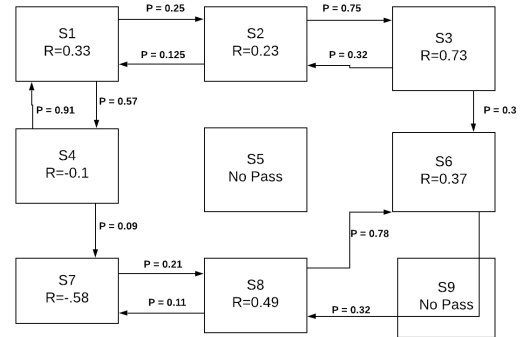 P = 0.25
P = 0.75
S1
R=0.33
S2
R=0.23
S3
R=0.73
P = 0.125
P = 0.32
P = 0.91
P = 0.57
P = 0.3
S4
R=-0.1
S5
No Pass
S6
R=0.37
P = 0.09
P = 0.78
P = 0.21
S7
R=-.58
S8
R=0.49
S9
No Pass
P = 0.11
P = 0.32